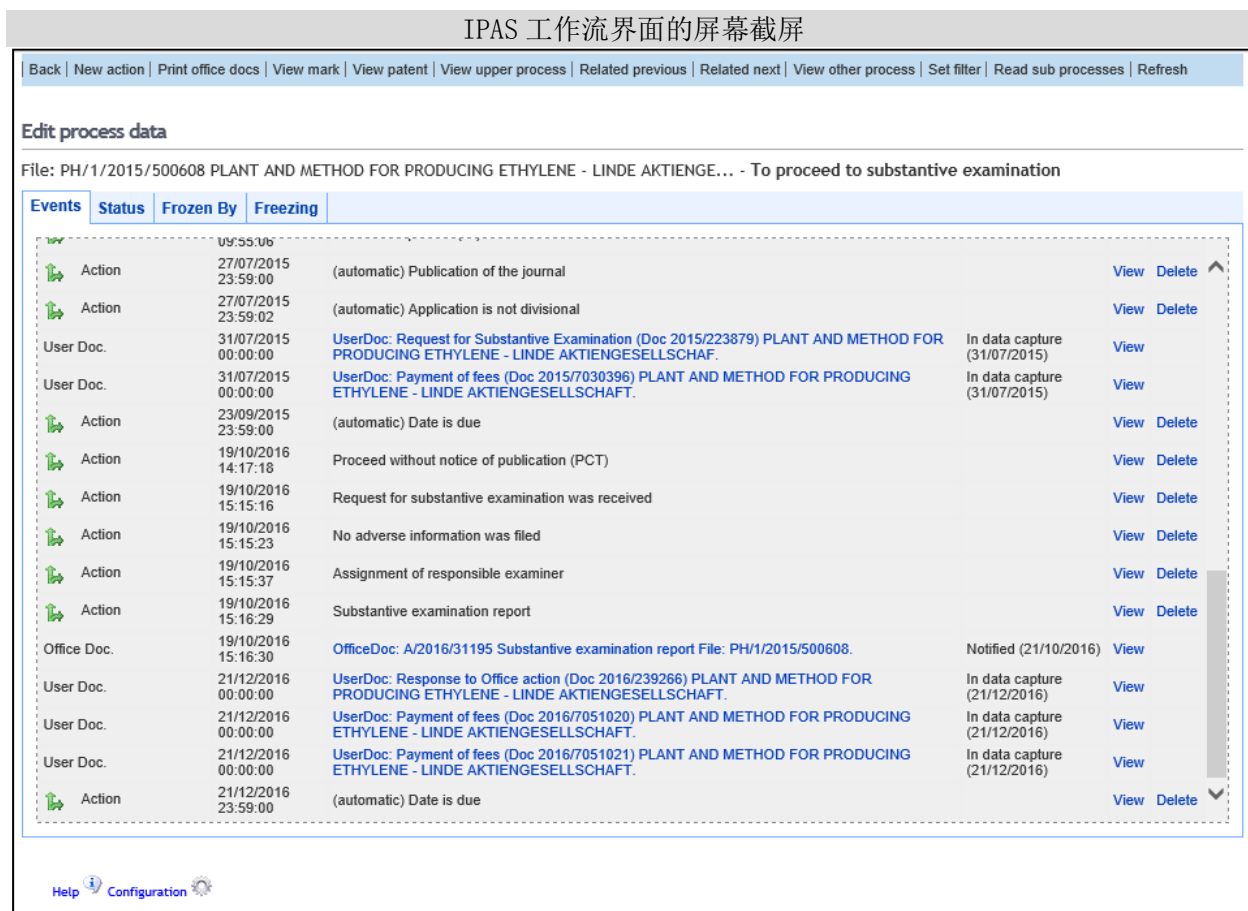 IPAS 工作流界面的屏幕截屏
| Back | New action | Print office docs | View mark | View patent | View upper process | Related previous | Related next | View other process | Set filter | Read sub processes | Refresh
Edit process data
File: PH/1/2015/500608 PLANT AND METHOD FOR PRODUCING ETHYLENE - LINDE AKTIENGE... - To proceed to substantive examination
Events Status Frozen By Freezing
09:55:06
Action 27/07/2015 23:59:00 (automatic) Publication of the journal View Delete
Action 27/07/2015 23:59:02 (automatic) Application is not divisional View Delete
User Doc. 31/07/2015 00:00:00 UserDoc: Request for Substantive Examination (Doc 2015/223879) PLANT AND METHOD FOR PRODUCING ETHYLENE - LINDE AKTIENGESELLSCHAF. In data capture (31/07/2015) View
User Doc. 31/07/2015 00:00:00 UserDoc: Payment of fees (Doc 2015/7030396) PLANT AND METHOD FOR PRODUCING ETHYLENE - LINDE AKTIENGESELLSCHAFT. In data capture (31/07/2015) View
Action 23/09/2015 23:59:00 (automatic) Date is due View Delete
Action 19/10/2016 14:17:18 Proceed without notice of publication (PCT) View Delete
Action 19/10/2016 15:15:16 Request for substantive examination was received View Delete
Action 19/10/2016 15:15:23 No adverse information was filed View Delete
Action 19/10/2016 15:15:37 Assignment of responsible examiner View Delete
Action 19/10/2016 15:16:29 Substantive examination report View Delete
Office Doc. 19/10/2016 15:16:30 OfficeDoc: A/2016/31195 Substantive examination report File: PH/1/2015/500608. Notified (21/10/2016) View
User Doc. 21/12/2016 00:00:00 UserDoc: Response to Office action (Doc 2016/239266) PLANT AND METHOD FOR PRODUCING ETHYLENE - LINDE AKTIENGESELLSCHAFT. In data capture (21/12/2016) View
User Doc. 21/12/2016 00:00:00 UserDoc: Payment of fees (Doc 2016/7051020) PLANT AND METHOD FOR PRODUCING ETHYLENE - LINDE AKTIENGESELLSCHAFT. In data capture (21/12/2016) View
User Doc. 21/12/2016 00:00:00 UserDoc: Payment of fees (Doc 2016/7051021) PLANT AND METHOD FOR PRODUCING ETHYLENE - LINDE AKTIENGESELLSCHAFT. In data capture (21/12/2016) View
Action 21/12/2016 23:59:00 (automatic) Date is due View Delete
Help Configuration